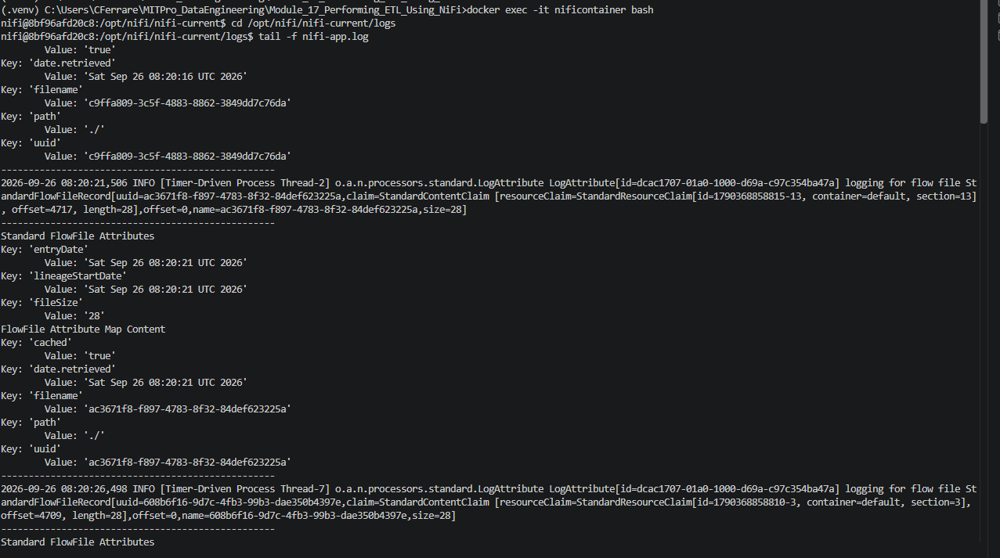 (.venv) C:\Users\CFerrare\MITPro_DataEngineering\Module_17_Performing_ETL_Using_NiFi>docker exec -it nificontainer bash
nifi@8bf96afd20c8:/opt/nifi/nifi-current$ cd /opt/nifi/nifi-current/logs
nifi@8bf96afd20c8:/opt/nifi/nifi-current/logs$ tail -f nifi-app.log
        Value: 'true'
Key: 'date.retrieved'
        Value: 'Sat Sep 26 08:20:16 UTC 2026'
Key: 'filename'
        Value: 'c9ffa809-3c5f-4883-8862-3849dd7c76da'
Key: 'path'
        Value: './'
Key: 'uuid'
        Value: 'c9ffa809-3c5f-4883-8862-3849dd7c76da'
--------------------------------------------------
2026-09-26 08:20:21,506 INFO [Timer-Driven Process Thread-2] o.a.n.processors.standard.LogAttribute LogAttribute[id=dcac1707-01a0-1000-d69a-c97c354ba47a] logging for flow file St
andardFlowFileRecord[uuid=ac3671f8-f897-4783-8f32-84def623225a,claim=StandardContentClaim [resourceClaim=StandardResourceClaim[id=1790368858815-13, container=default, section=13]
, offset=4717, length=28],offset=0,name=ac3671f8-f897-4783-8f32-84def623225a,size=28]
--------------------------------------------------
Standard FlowFile Attributes
Key: 'entryDate'
        Value: 'Sat Sep 26 08:20:21 UTC 2026'
Key: 'lineageStartDate'
        Value: 'Sat Sep 26 08:20:21 UTC 2026'
Key: 'fileSize'
        Value: '28'
FlowFile Attribute Map Content
Key: 'cached'
        Value: 'true'
Key: 'date.retrieved'
        Value: 'Sat Sep 26 08:20:21 UTC 2026'
Key: 'filename'
        Value: 'ac3671f8-f897-4783-8f32-84def623225a'
Key: 'path'
        Value: './'
Key: 'uuid'
        Value: 'ac3671f8-f897-4783-8f32-84def623225a'
--------------------------------------------------
2026-09-26 08:20:26,498 INFO [Timer-Driven Process Thread-7] o.a.n.processors.standard.LogAttribute LogAttribute[id=dcac1707-01a0-1000-d69a-c97c354ba47a] logging for flow file St
andardFlowFileRecord[uuid=608b6f16-9d7c-4fb3-99b3-dae350b4397e,claim=StandardContentClaim [resourceClaim=StandardResourceClaim[id=1790368858810-3, container=default, section=3],
offset=4709, length=28],offset=0,name=608b6f16-9d7c-4fb3-99b3-dae350b4397e,size=28]
--------------------------------------------------
Standard FlowFile Attributes